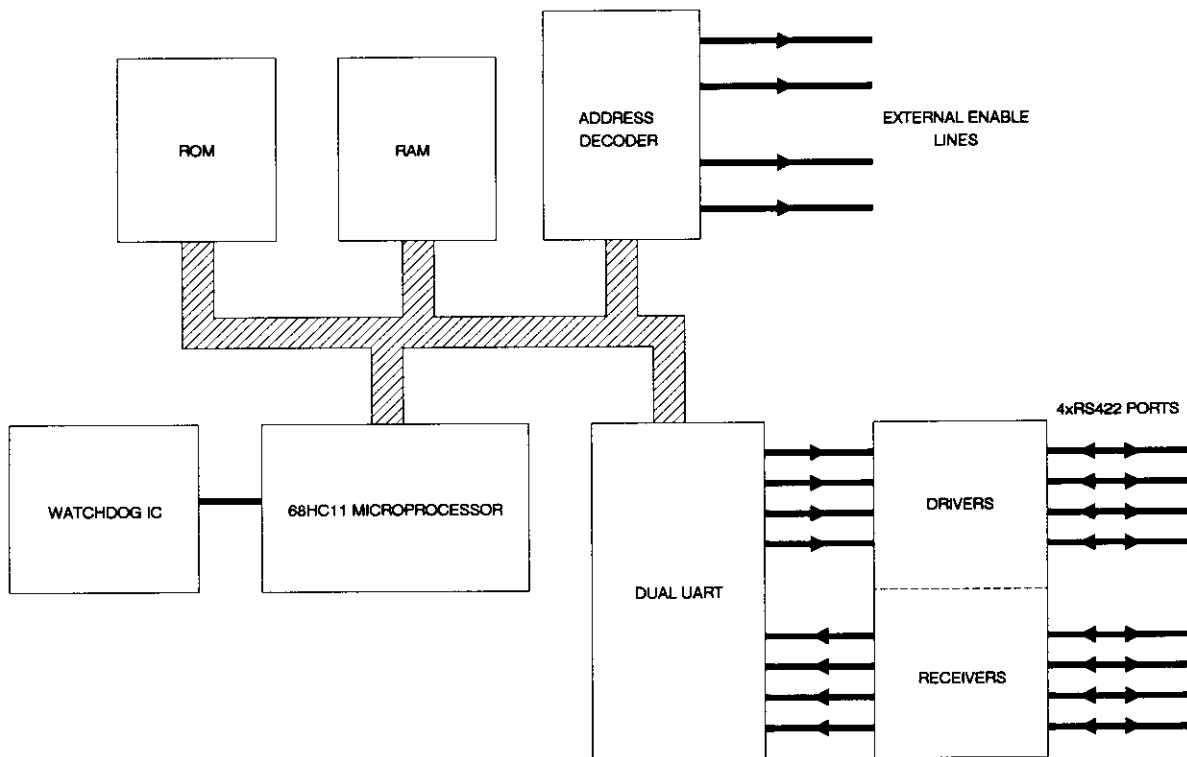 ROM
RAM
ADDRESS
DECODER
EXTERNAL ENABLE
LINES
4xRS422 PORTS
WATCHDOG IC
68HC11 MICROPROCESSOR
DUAL UART
DRIVERS
RECEIVERS